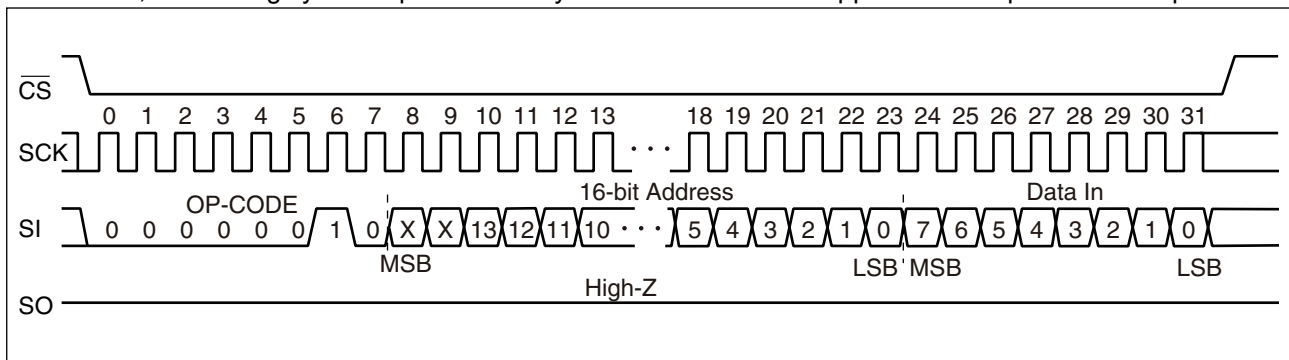 CS
0 1 2 3 4 5 6 7 8 9 10 11 12 13 18 19 20 21 22 23 24 25 26 27 28 29 30 31
SCK ···
OP-CODE 16-bit Address Data In
SI 0 0 0 0 0 0 1 0 X X 13 12 11 10 ··· 5 4 3 2 1 0 7 6 5 4 3 2 1 0
MSB LSB MSB LSB
High-Z
SO